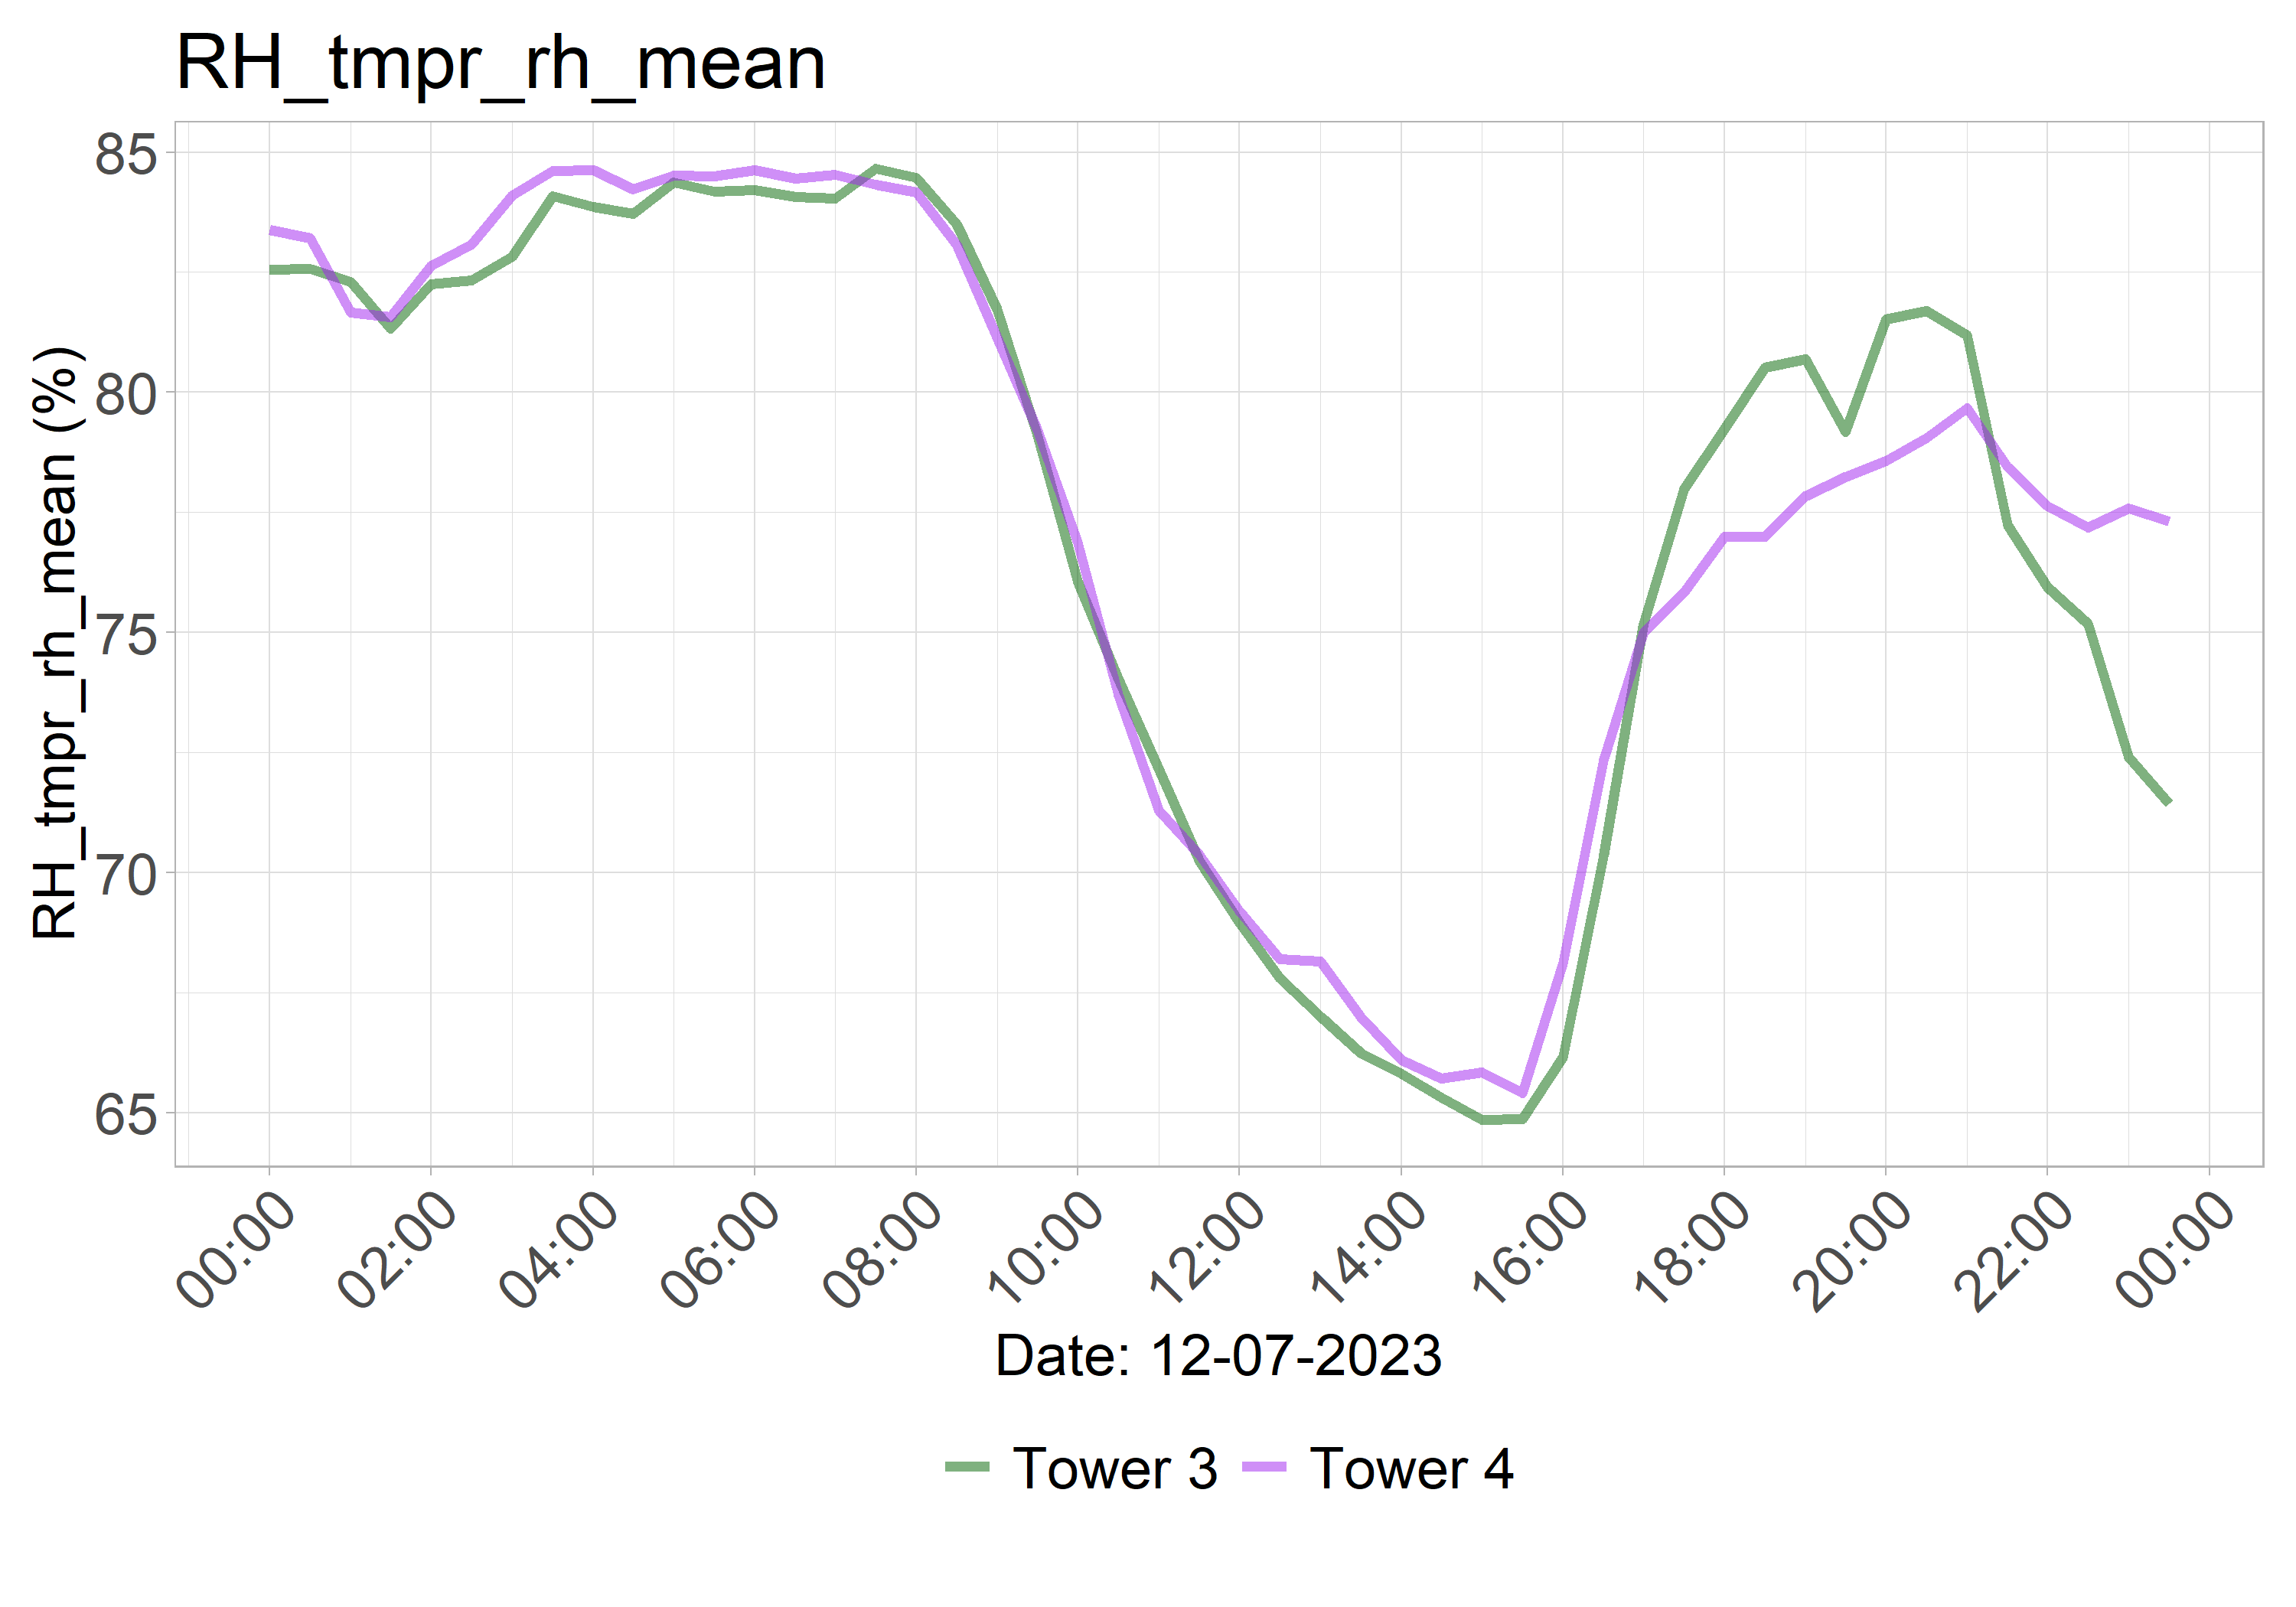 RH_tmpr_rh_mean
RH_tmpr_rh_mean (%)
85
80
75
70
65
00:00 02:00 04:00 06:00 08:00 10:00 12:00 14:00 16:00 18:00 20:00 22:00 00:00
Date: 12-07-2023
Tower 3 Tower 4